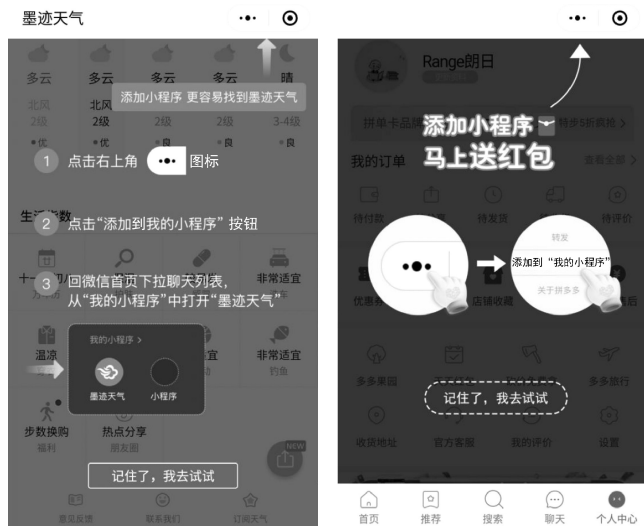 墨迹天气
多云
多云
多云
多云
晴
添加小程序 更容易找到墨迹天气
北风
北风
2级
2级
2级
2级
3-4级
优
优
良
良
良
1 点击右上角 图标
2 点击“添加到我的小程序” 按钮
3 回微信首页下拉聊天列表，
从“我的小程序”中打开“墨迹天气”
非常适宜
我的小程序 >
墨迹天气
小程序
温凉
适宜
非常适宜
钓鱼
步数换购
福利
热点分享
朋友圈
NEW
记住了，我去试试
意见反馈
联系我们
订阅天气
Range朗日
添加小程序
马上送红包
拼单卡品牌
特步5折疯抢 >
我的订单
查看全部 >
待付款
待发货
待评价
转发
添加到“我的小程序”
关于拼多多
店铺收藏
多多果园
多多旅行
记住了，我去试试
收货地址
官方客服
我的评价
设置
首页
推荐
搜索
聊天
个人中心